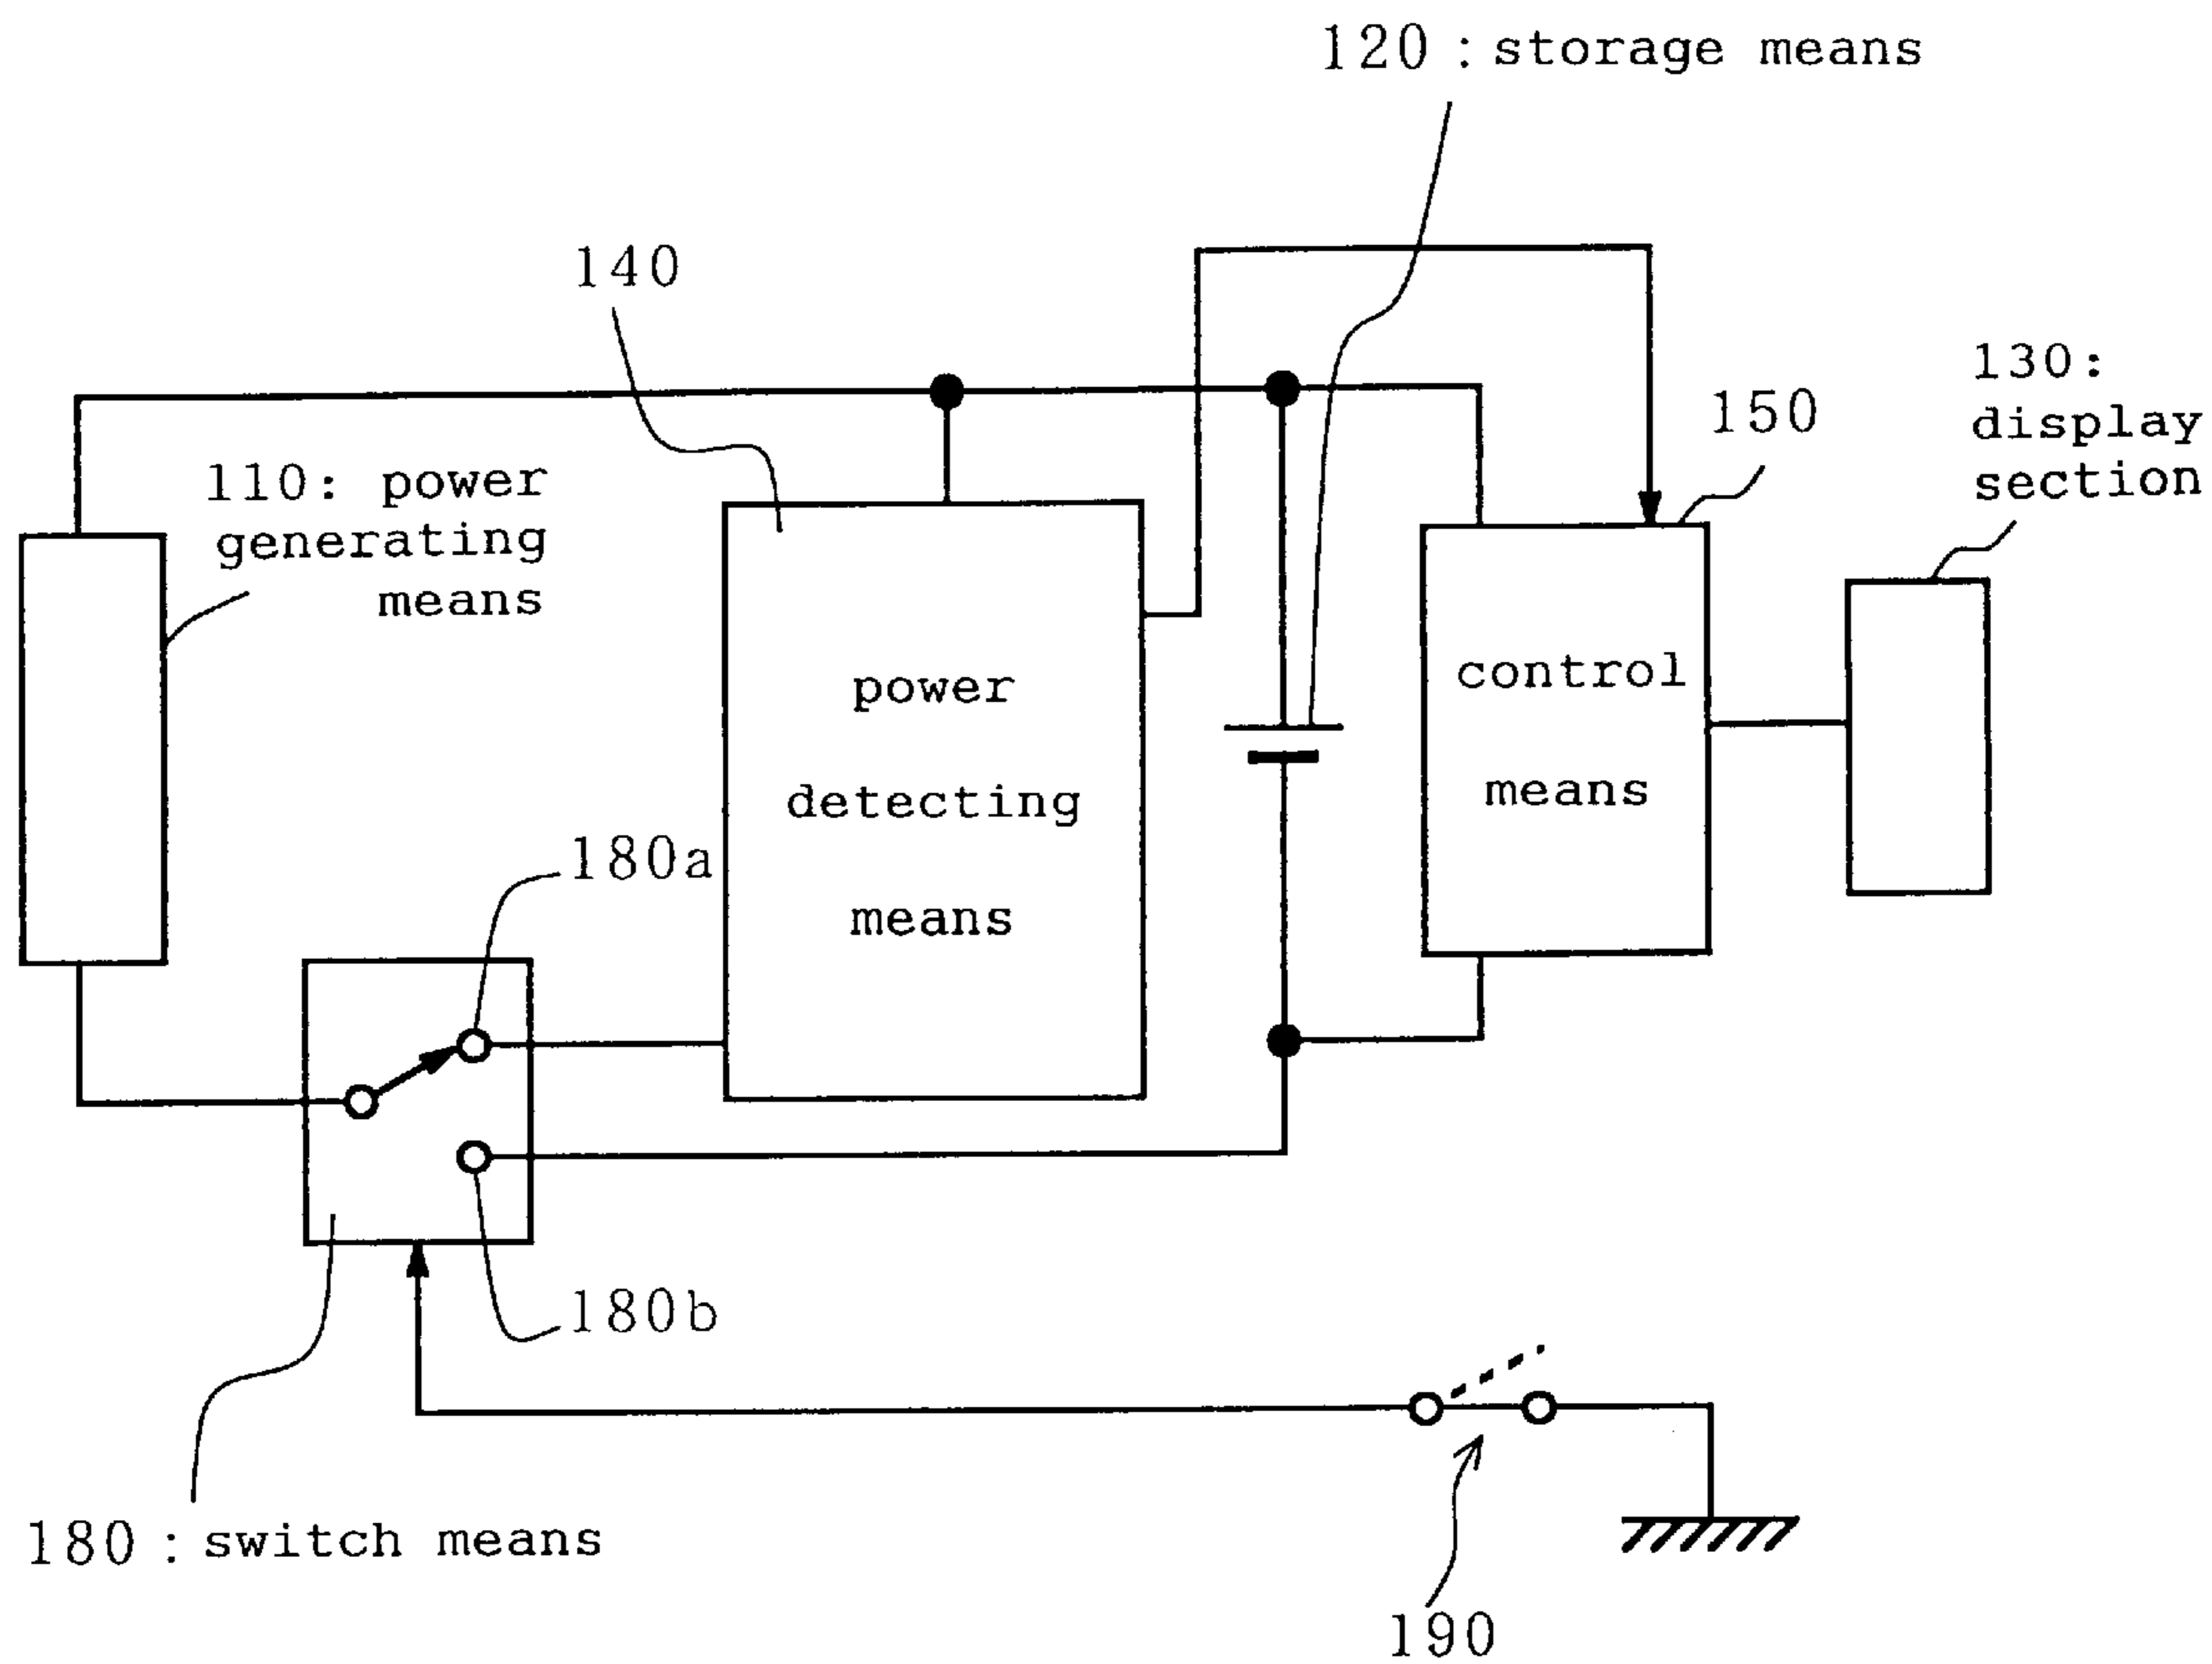 120 : storage means
140
130:
display
section
150
110: power
generating
means
power
detecting
means
control
means
180a
180b
180 : switch means
190